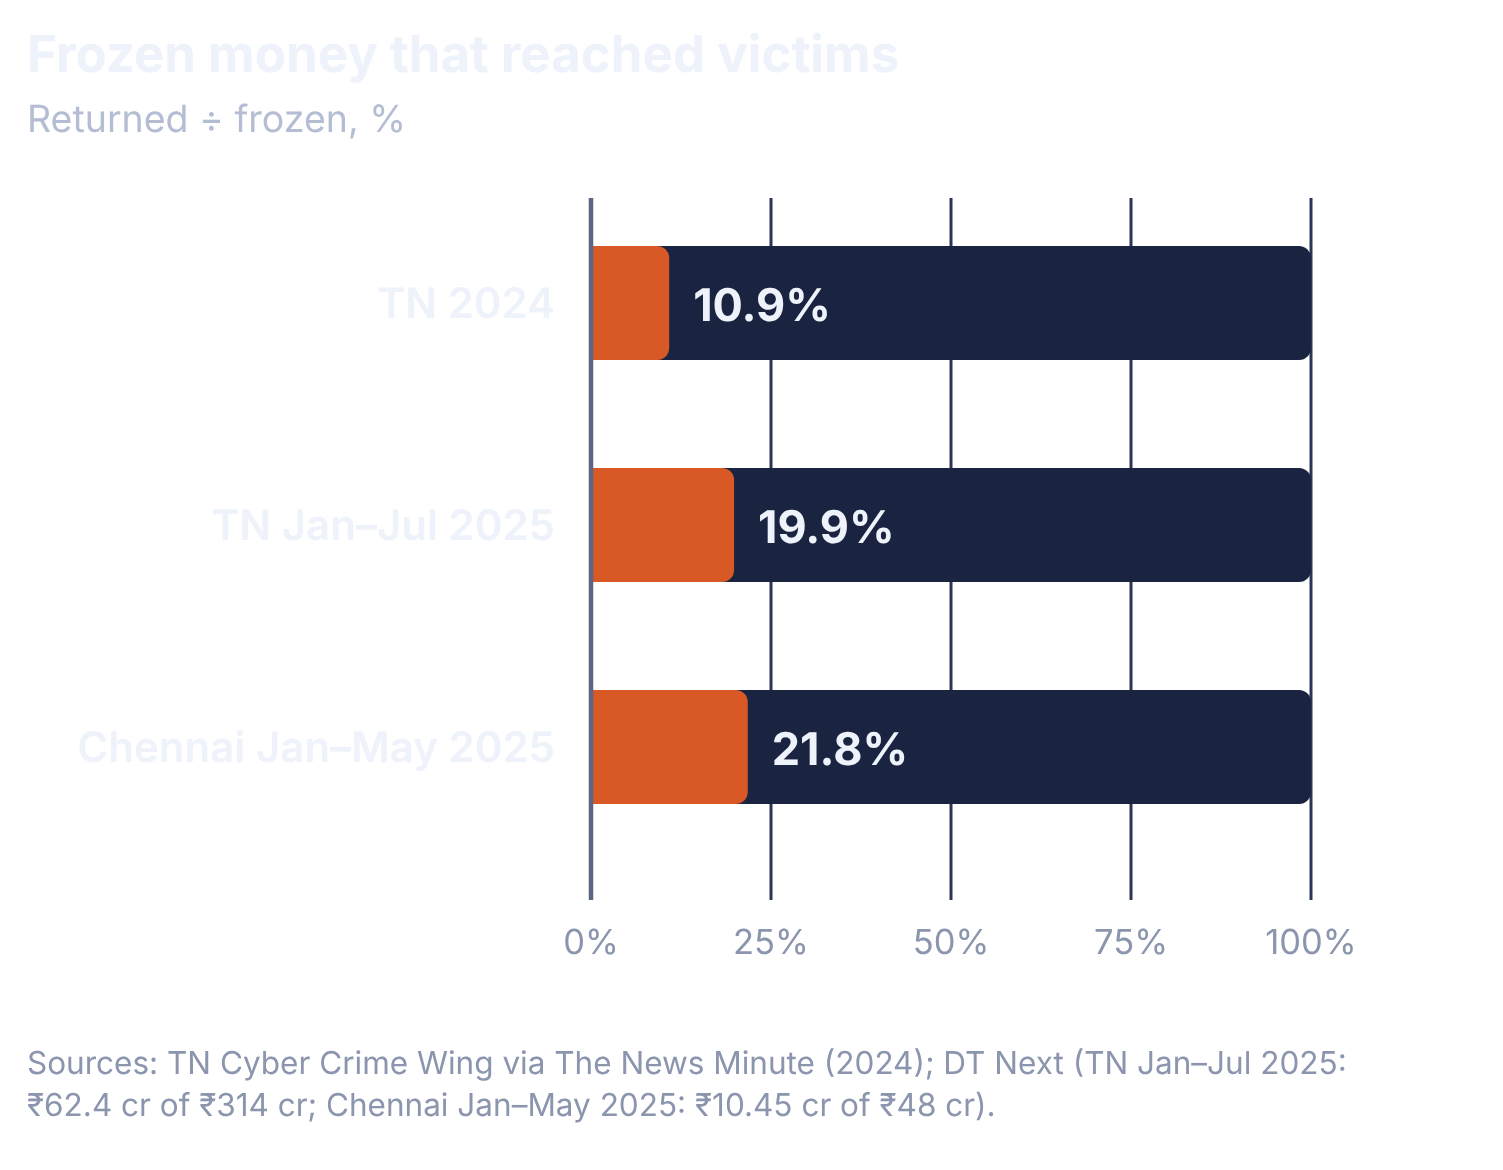 Frozen money that reached victims
Returned ÷ frozen, %
TN 2024
10.9%
TN Jan–Jul 2025
19.9%
Chennai Jan–May 2025
21.8%
0% 25% 50% 75% 100%
Sources: TN Cyber Crime Wing via The News Minute (2024); DT Next (TN Jan–Jul 2025:
₹62.4 cr of ₹314 cr; Chennai Jan–May 2025: ₹10.45 cr of ₹48 cr).